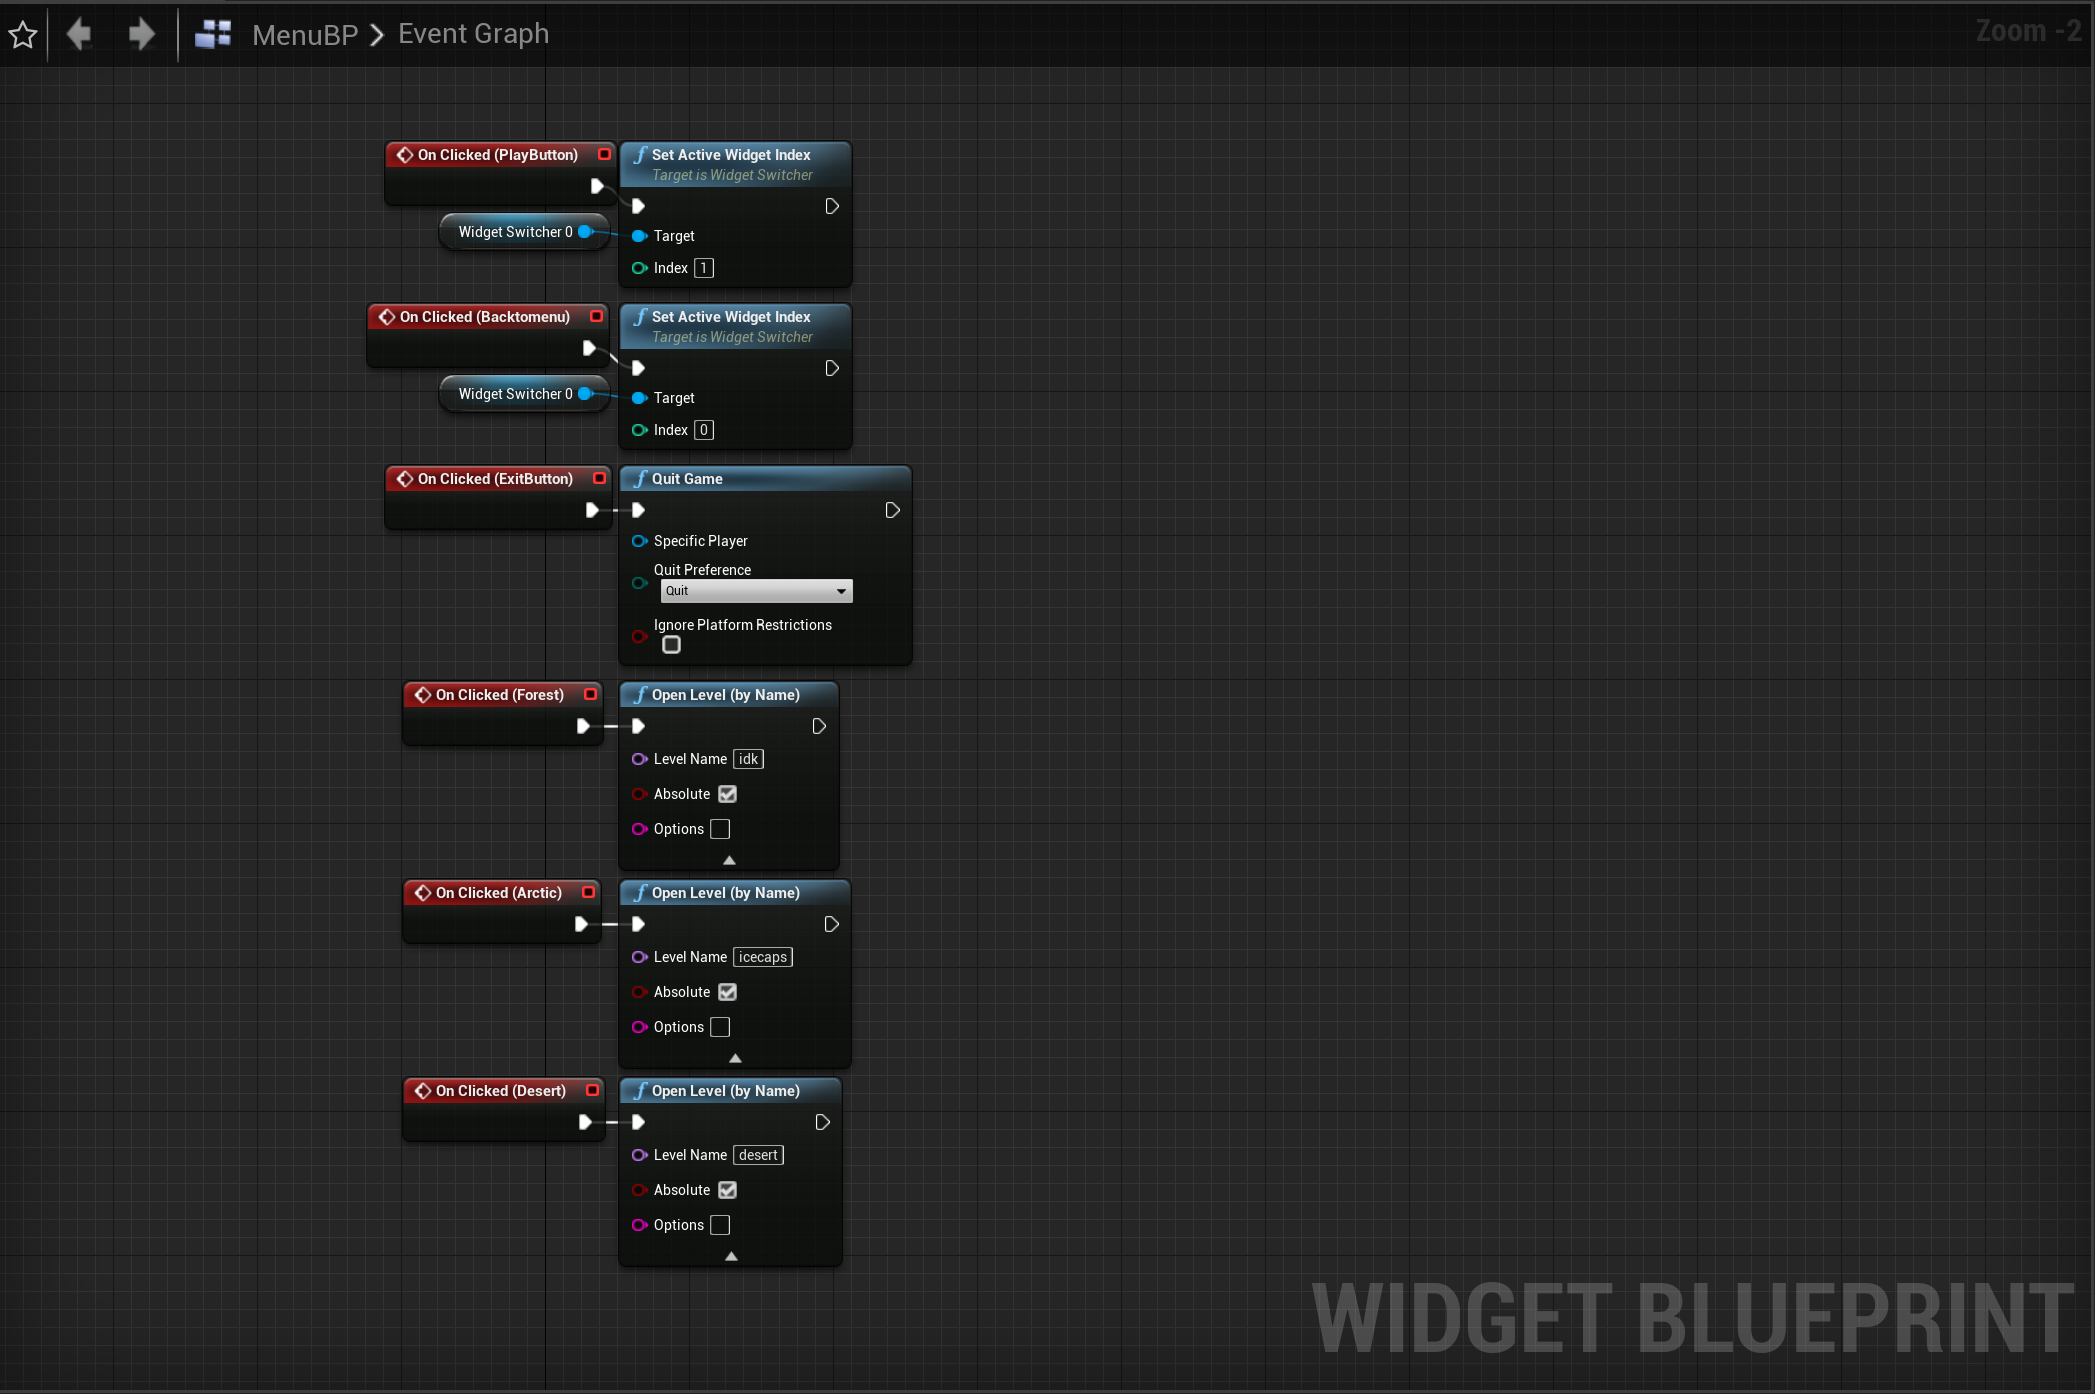 MenuBP > Event Graph
Zoom -2
On Clicked (PlayButton)
Set Active Widget Index
Target is Widget Switcher
Widget Switcher 0
Target
Index 1
On Clicked (Backtomenu)
Set Active Widget Index
Target is Widget Switcher
Widget Switcher 0
Target
Index 0
On Clicked (ExitButton)
f Quit Game
Specific Player
Quit Preference
Quit
Ignore Platform Restrictions
On Clicked (Forest)
Open Level (by Name)
Level Name idk
Absolute
Options
On Clicked (Arctic)
Open Level (by Name)
Level Name icecaps
Absolute
Options
On Clicked (Desert)
Open Level (by Name)
Level Name desert
Absolute
Options
WIDGET BLUEPRINT